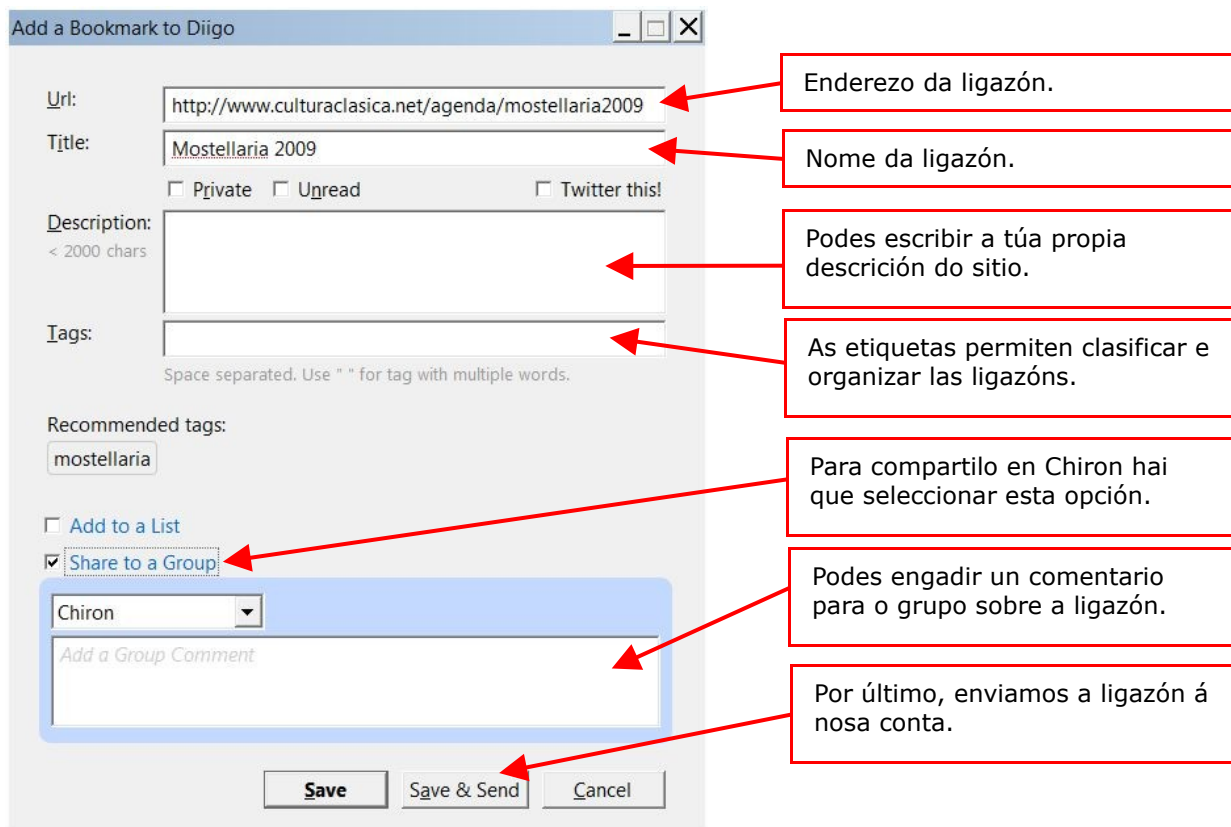 Add a Bookmark to Diigo
Url:
http://www.culturaclasica.net/agenda/mostellaria2009
Enderezo da ligazón.
Title:
Mostellaria 2009
Nome da ligazón.
Private
Unread
Twitter this!
Description:
< 2000 chars
Podes escribir a túa propia
descrición do sitio.
Tags:
As etiquetas permiten clasificar e
organizar las ligazóns.
Space separated. Use " " for tag with multiple words.
Recommended tags:
mostellaria
Para compartilo en Chiron hai
que seleccionar esta opción.
Add to a List
Share to a Group
Chiron
Add a Group Comment
Podes engadir un comentario
para o grupo sobre a ligazón.
Por último, enviamos a ligazón á
nosa conta.
Save
Save & Send
Cancel